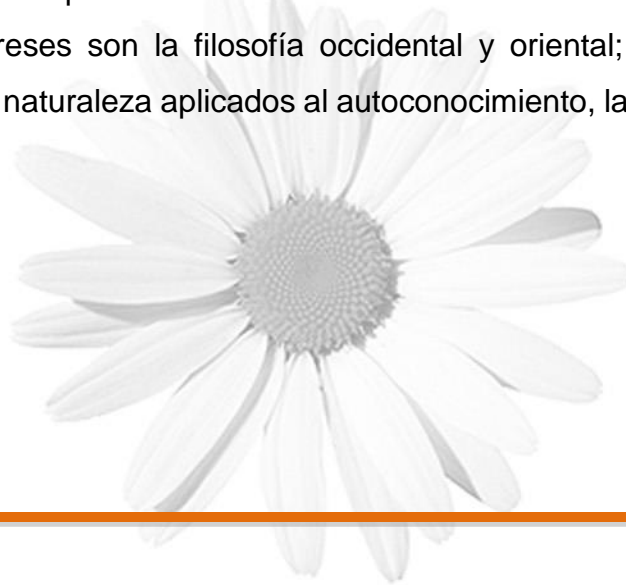 reses son la filosofía occidental y oriental;
naturaleza aplicados al autoconocimiento, la